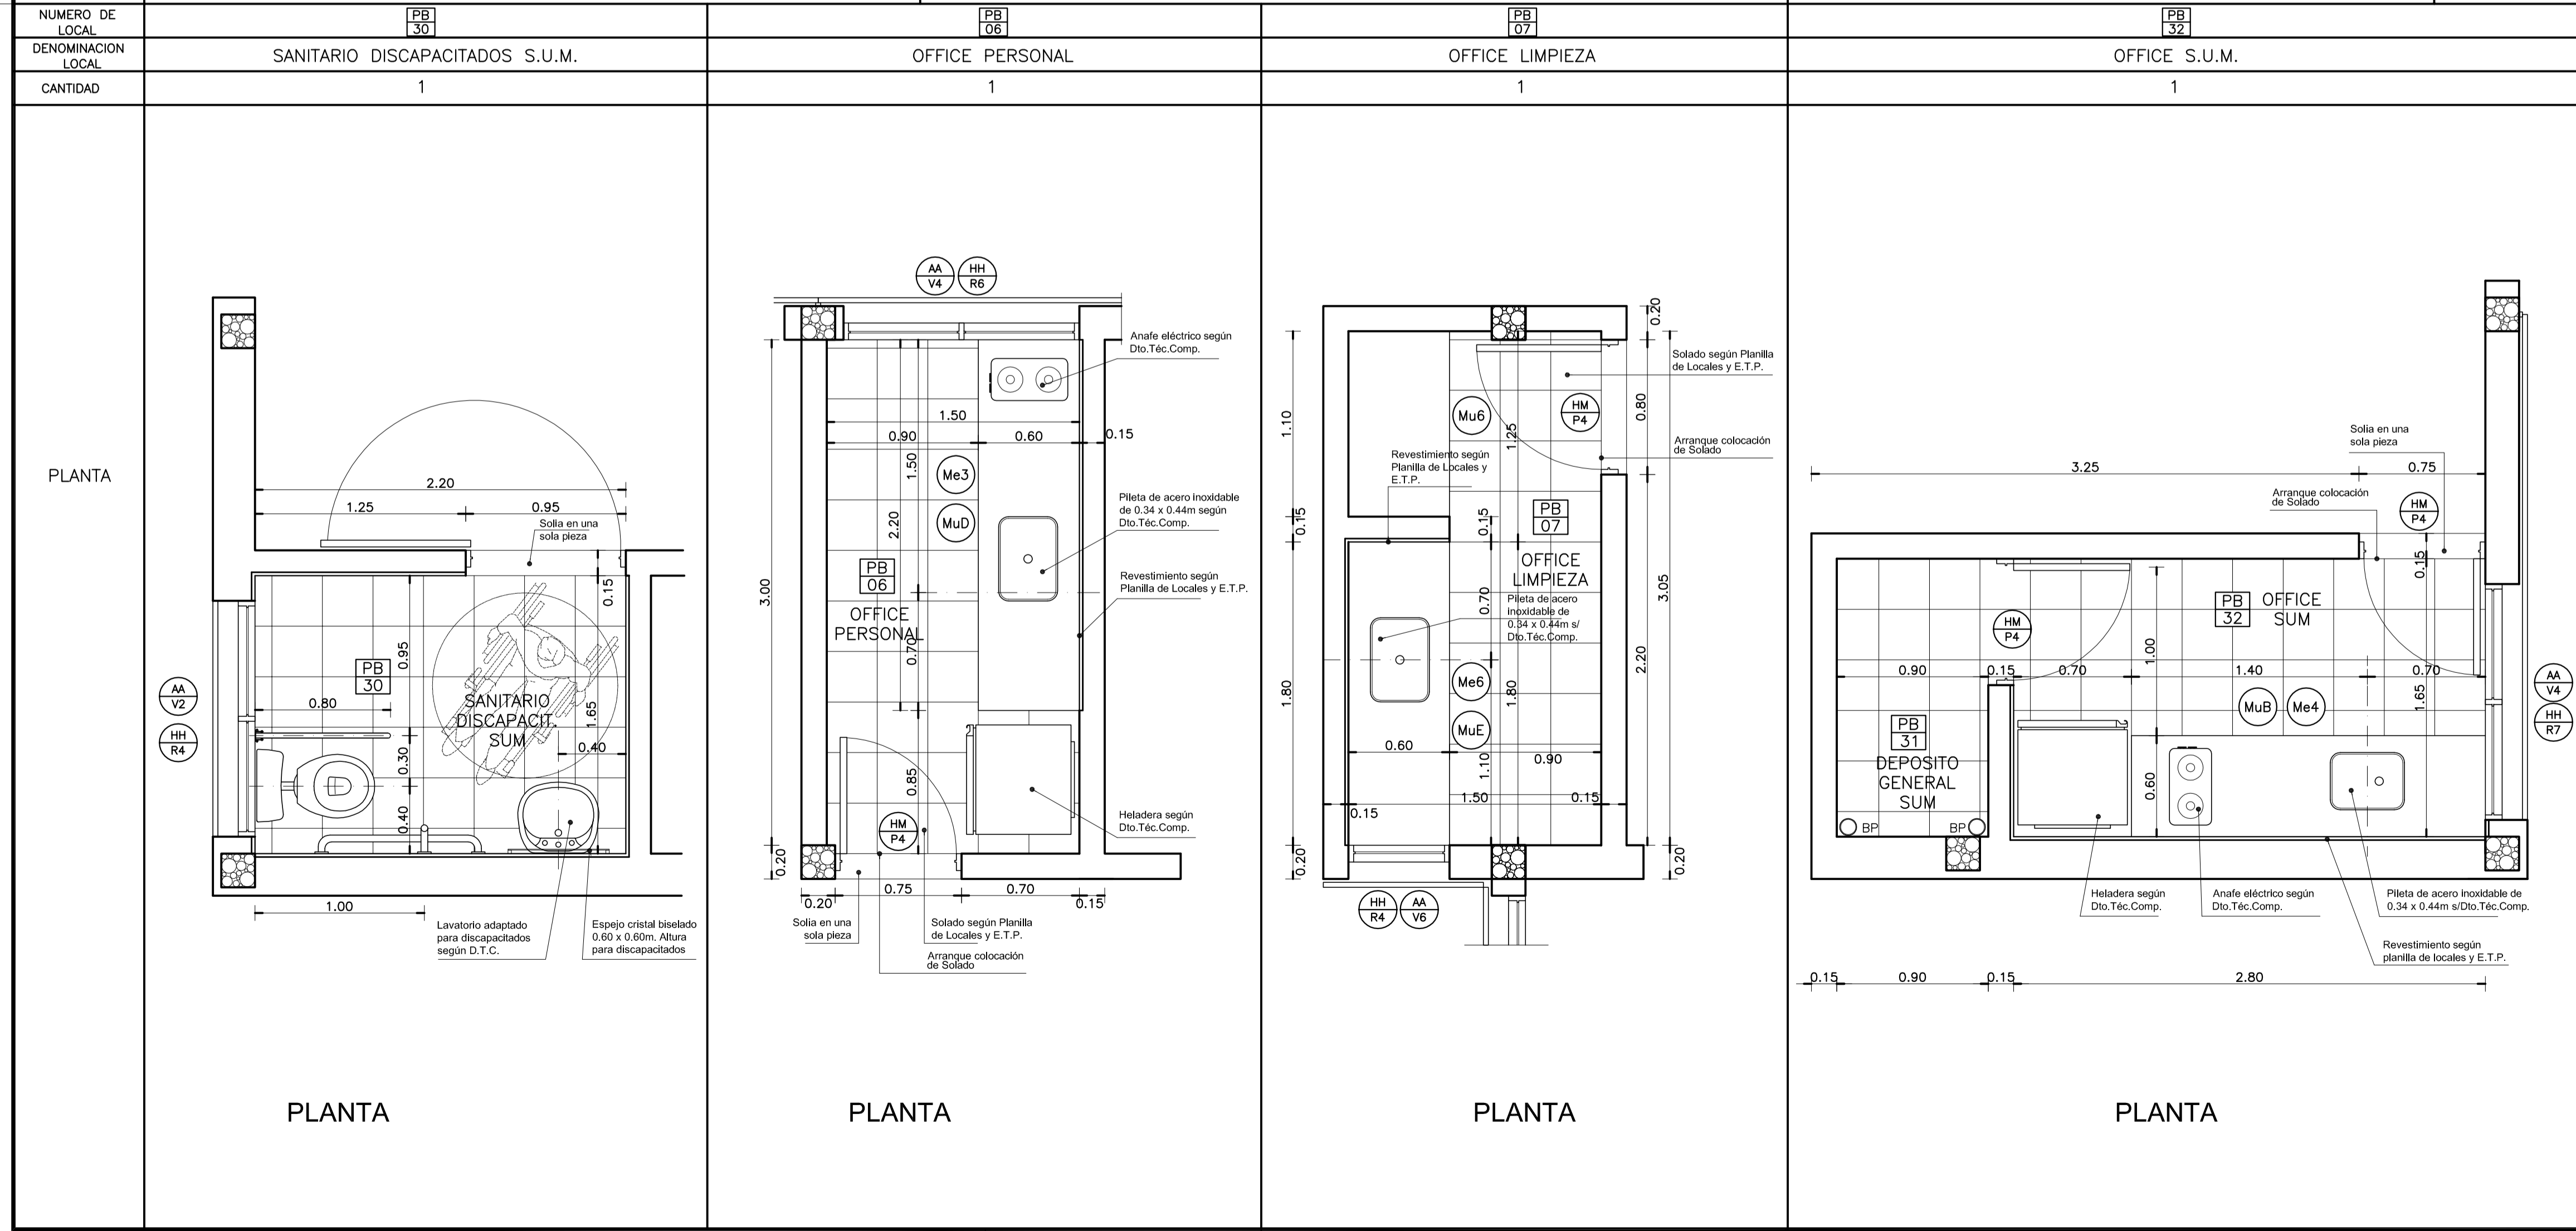 NUMERO DE
LOCAL
PB
30
PB
06
PB
07
PB
32
DENOMINACION
LOCAL
SANITARIO DISCAPACITADOS S.U.M.
OFFICE PERSONAL
OFFICE LIMPIEZA
OFFICE S.U.M.
CANTIDAD
1
1
1
1
PLANTA
2.20
1.25
0.95
Solia en una
sola pieza
0.15
0.95
PB
30
0.80
SANITARIO
DISCAPACIT.
SUM
1.65
0.40
0.30
0.40
AA
V2
HH
R4
1.00
Lavatorio adaptado
para discapacitados
según D.T.C.
Espejo cristal biselado
0.60 x 0.60m. Altura
para discapacitados
PLANTA
AA
V4
HH
R6
Anafe eléctrico según
Dto.Téc.Comp.
1.50
0.90
0.60
0.15
1.50
Me3
MuD
2.20
Pileta de acero inoxidable
de 0.34 x 0.44m según
Dto.Téc.Comp.
PB
06
OFFICE
PERSONAL
Revestimiento según
Planilla de Locales y E.T.P.
3.00
0.70
0.85
Heladera según
Dto.Téc.Comp.
HM
P4
0.20
0.20
0.75
0.70
0.15
Solia en una
sola pieza
Solado según Planilla
de Locales y E.T.P.
Arranque colocación
de Solado
PLANTA
0.20
Solado según Planilla
de Locales y E.T.P.
1.10
Mu6
HM
P4
0.80
1.25
Arranque colocación
de Solado
Revestimiento según
Planilla de Locales y
E.T.P.
0.15
0.15
PB
07
OFFICE
LIMPIEZA
3.05
0.70
Pileta de acero
inoxidable de
0.34 x 0.44m s/
Dto.Téc.Comp.
2.20
1.80
Me6
1.80
MuE
0.60
1.10
0.90
1.50
0.15
0.15
0.20
0.20
HH
R4
AA
V6
PLANTA
Solia en una
sola pieza
3.25
0.75
Arranque colocación
de Solado
HM
P4
0.15
PB
32
OFFICE
SUM
HM
P4
1.00
0.90
0.15
0.70
1.40
0.70
1.65
AA
V4
HH
R7
MuB
Me4
PB
31
DEPOSITO
GENERAL
SUM
0.60
BP
BP
Heladera según
Dto.Téc.Comp.
Anafe eléctrico según
Dto.Téc.Comp.
Pileta de acero inoxidable de
0.34 x 0.44m s/Dto.Téc.Comp.
Revestimiento según
planilla de locales y E.T.P.
0.15
0.90
0.15
2.80
PLANTA